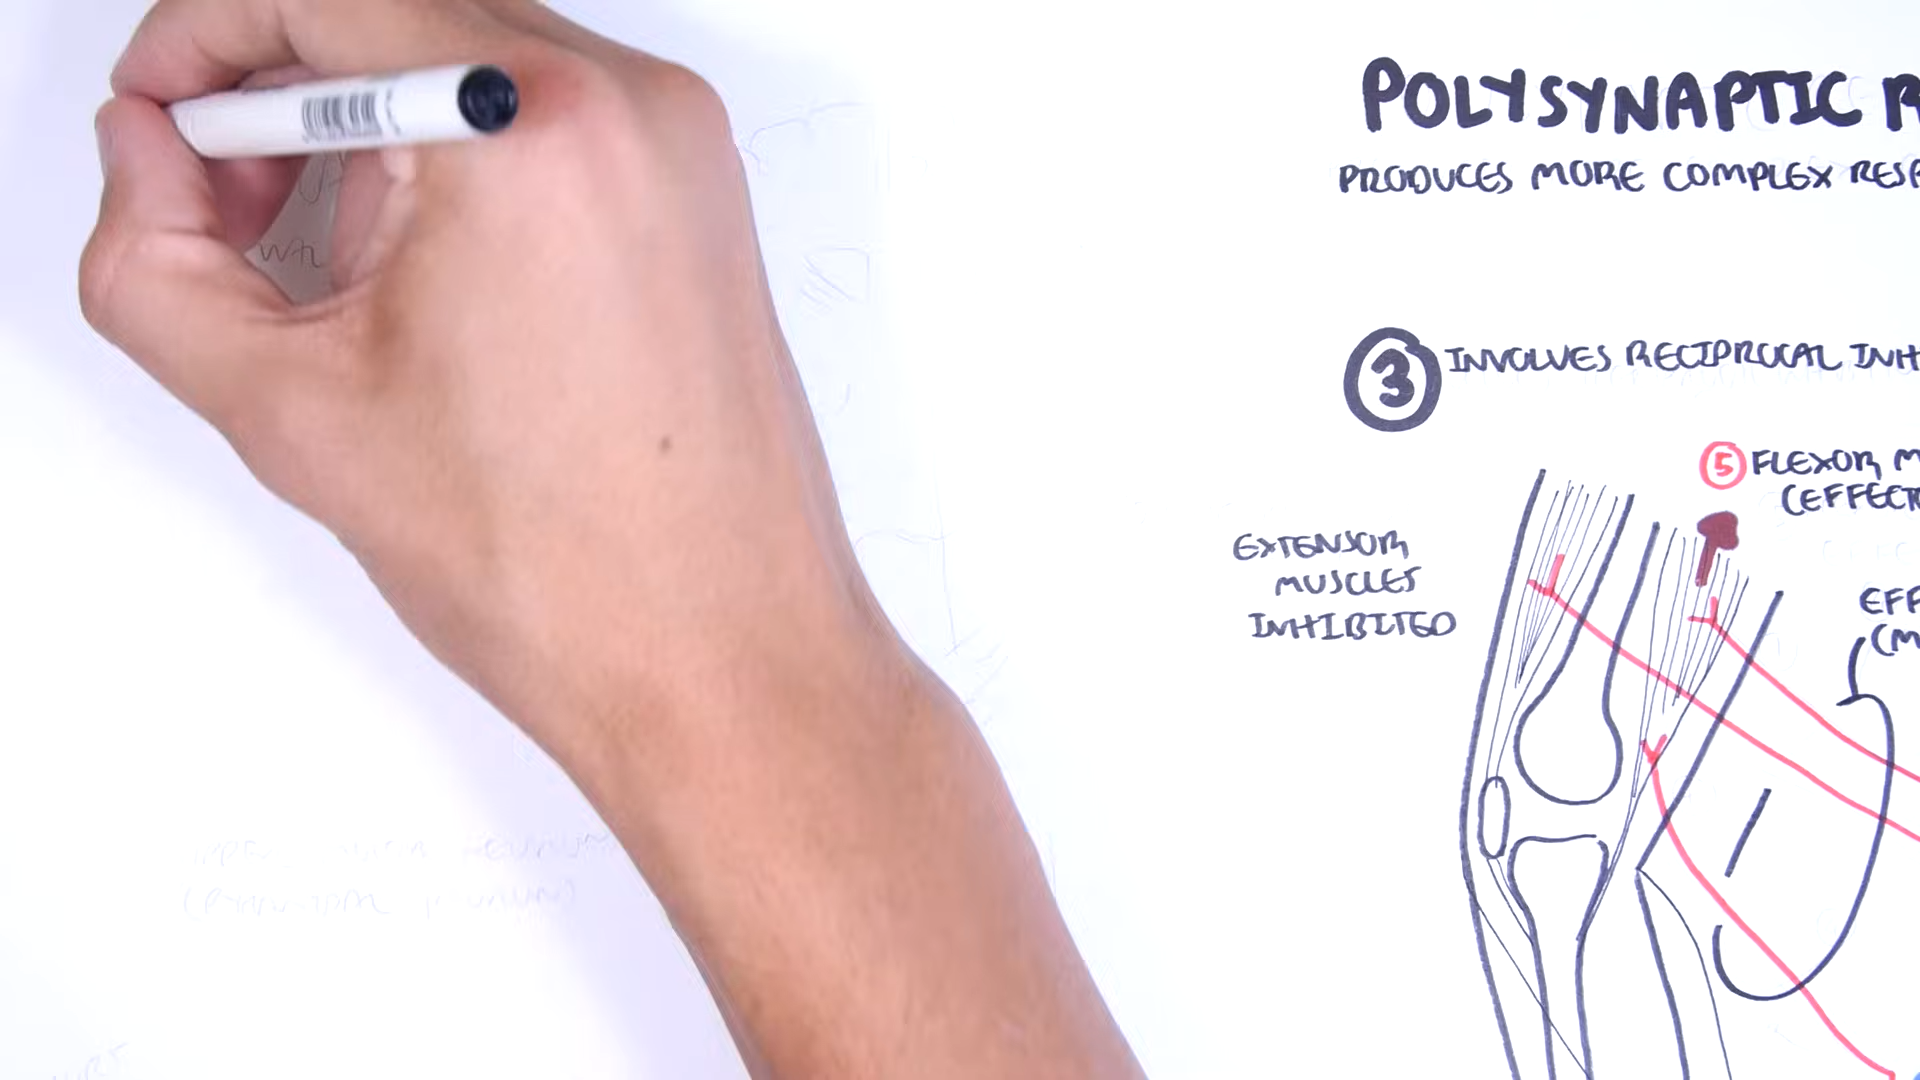 POLYSYNAPTIC R
PRODUCES MORE COMPLEX RESP
3 INVOLVES RECIPROCAL INH
5 FLEXOR M
(EFFECT
EXTENSOR
MUSCLES
INHIBITED
EFF
(M